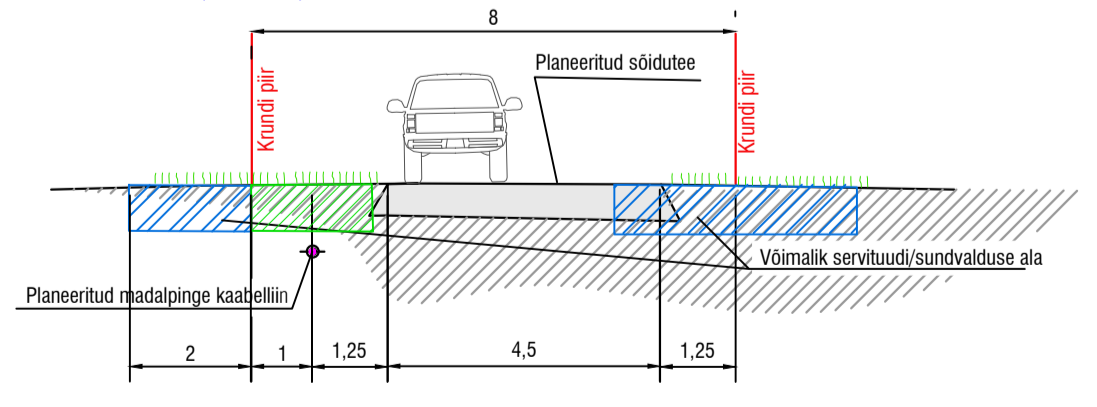 8
Planeeritud sõidutee
Krundi piir
Krundi piir
Võimalik servituudi/sundvalduse ala
Planeeritud madalpinge kaabelliin
2
1
1,25
4,5
1,25